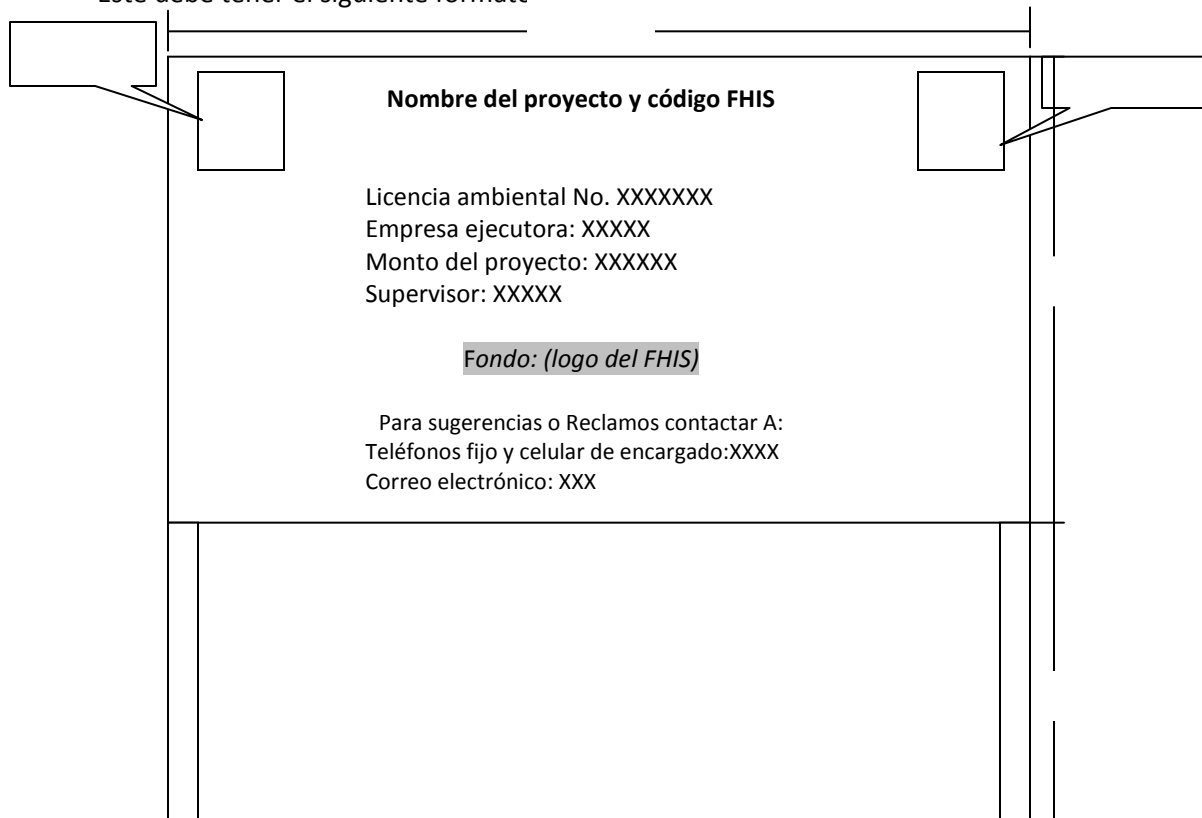 Este debe tener el siguiente formato
Nombre del proyecto y código FHIS
Licencia ambiental No. XXXXXXX
Empresa ejecutora: XXXXX
Monto del proyecto: XXXXXX
Supervisor: XXXXX
Fondo: (logo del FHIS)
Para sugerencias o Reclamos contactar A:
Teléfonos fijo y celular de encargado:XXXX
Correo electrónico: XXX